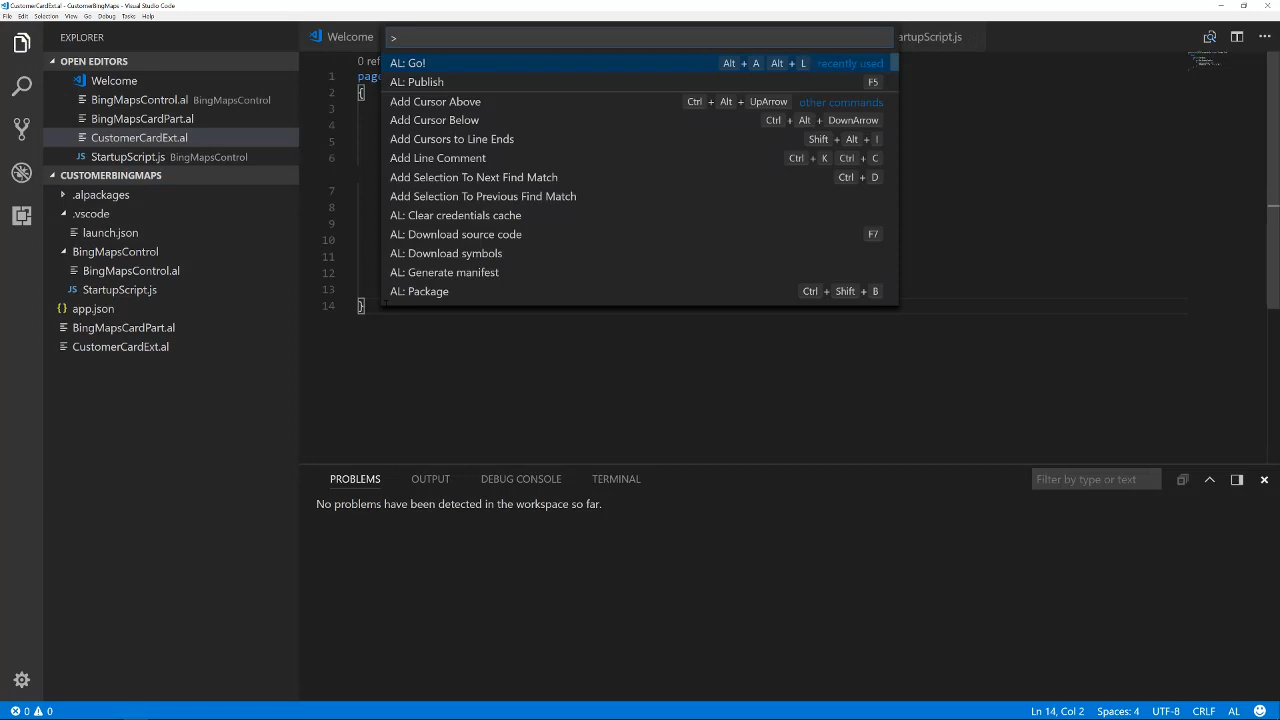 CustomerCardExt.al - CustomerBingMaps - Visual Studio Code
File Edit Selection View Go Debug Tasks Help
EXPLORER
OPEN EDITORS
Welcome
BingMapsControl.al BingMapsControl
BingMapsCardPart.al
CustomerCardExt.al
JS StartupScript.js BingMapsControl
CUSTOMERBINGMAPS
.alpackages
.vscode
launch.json
BingMapsControl
BingMapsControl.al
JS StartupScript.js
{} app.json
BingMapsCardPart.al
CustomerCardExt.al
Welcome
artupScript.js
>
AL: Go! Alt + A Alt + L recently used
AL: Publish F5
Add Cursor Above Ctrl + Alt + UpArrow other commands
Add Cursor Below Ctrl + Alt + DownArrow
Add Cursors to Line Ends Shift + Alt + I
Add Line Comment Ctrl + K Ctrl + C
Add Selection To Next Find Match Ctrl + D
Add Selection To Previous Find Match
AL: Clear credentials cache
AL: Download source code F7
AL: Download symbols
AL: Generate manifest
AL: Package Ctrl + Shift + B
0 ref
1 page
2 {
3
4
5
6
7
8
9
10
11
12
13
14 }
PROBLEMS OUTPUT DEBUG CONSOLE TERMINAL
Filter by type or text
No problems have been detected in the workspace so far.
0 0
Ln 14, Col 2 Spaces: 4 UTF-8 CRLF AL